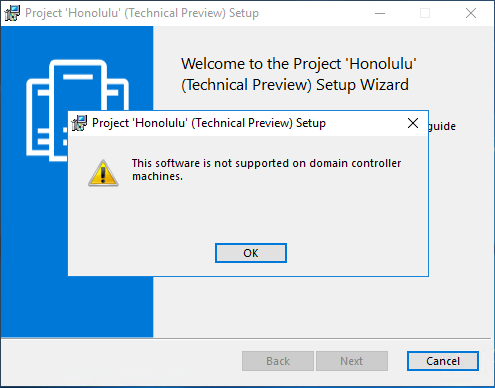 Project 'Honolulu' (Technical Preview) Setup
Welcome to the Project 'Honolulu'
(Technical Preview) Setup Wizard
guide
Project 'Honolulu' (Technical Preview) Setup
This software is not supported on domain controller
machines.
OK
Back
Next
Cancel